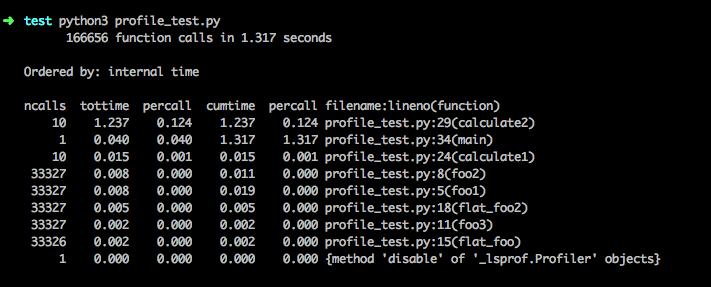 ➜ test python3 profile_test.py
166656 function calls in 1.317 seconds
Ordered by: internal time
ncalls tottime percall cumtime percall filename:lineno(function)
10 1.237 0.124 1.237 0.124 profile_test.py:29(calculate2)
1 0.040 0.040 1.317 1.317 profile_test.py:34(main)
10 0.015 0.001 0.015 0.001 profile_test.py:24(calculate1)
33327 0.008 0.000 0.011 0.000 profile_test.py:8(foo2)
33327 0.008 0.000 0.019 0.000 profile_test.py:5(foo1)
33327 0.005 0.000 0.005 0.000 profile_test.py:18(flat_foo2)
33327 0.002 0.000 0.002 0.000 profile_test.py:11(foo3)
33326 0.002 0.000 0.002 0.000 profile_test.py:15(flat_foo)
1 0.000 0.000 0.000 0.000 {method 'disable' of '_lsprof.Profiler' objects}